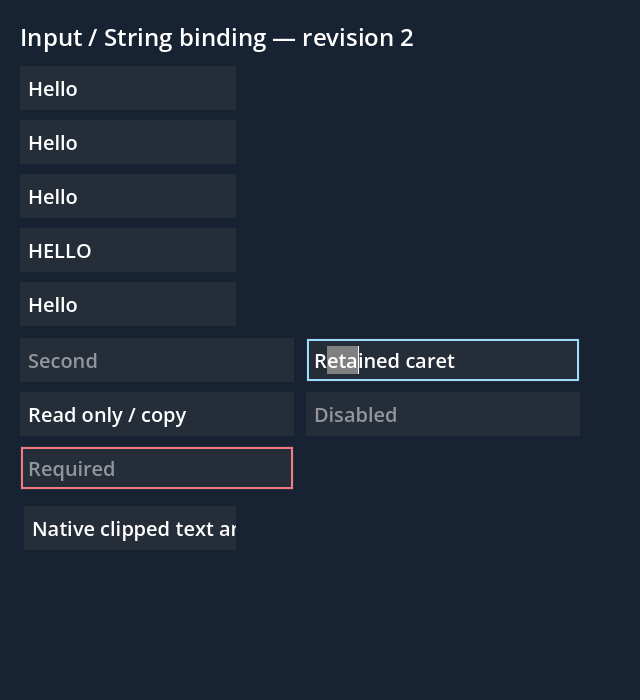 Input / String binding — revision 2
Hello
Hello
Hello
HELLO
Hello
Second
Retained caret
Read only / copy
Disabled
Required
Native clipped text